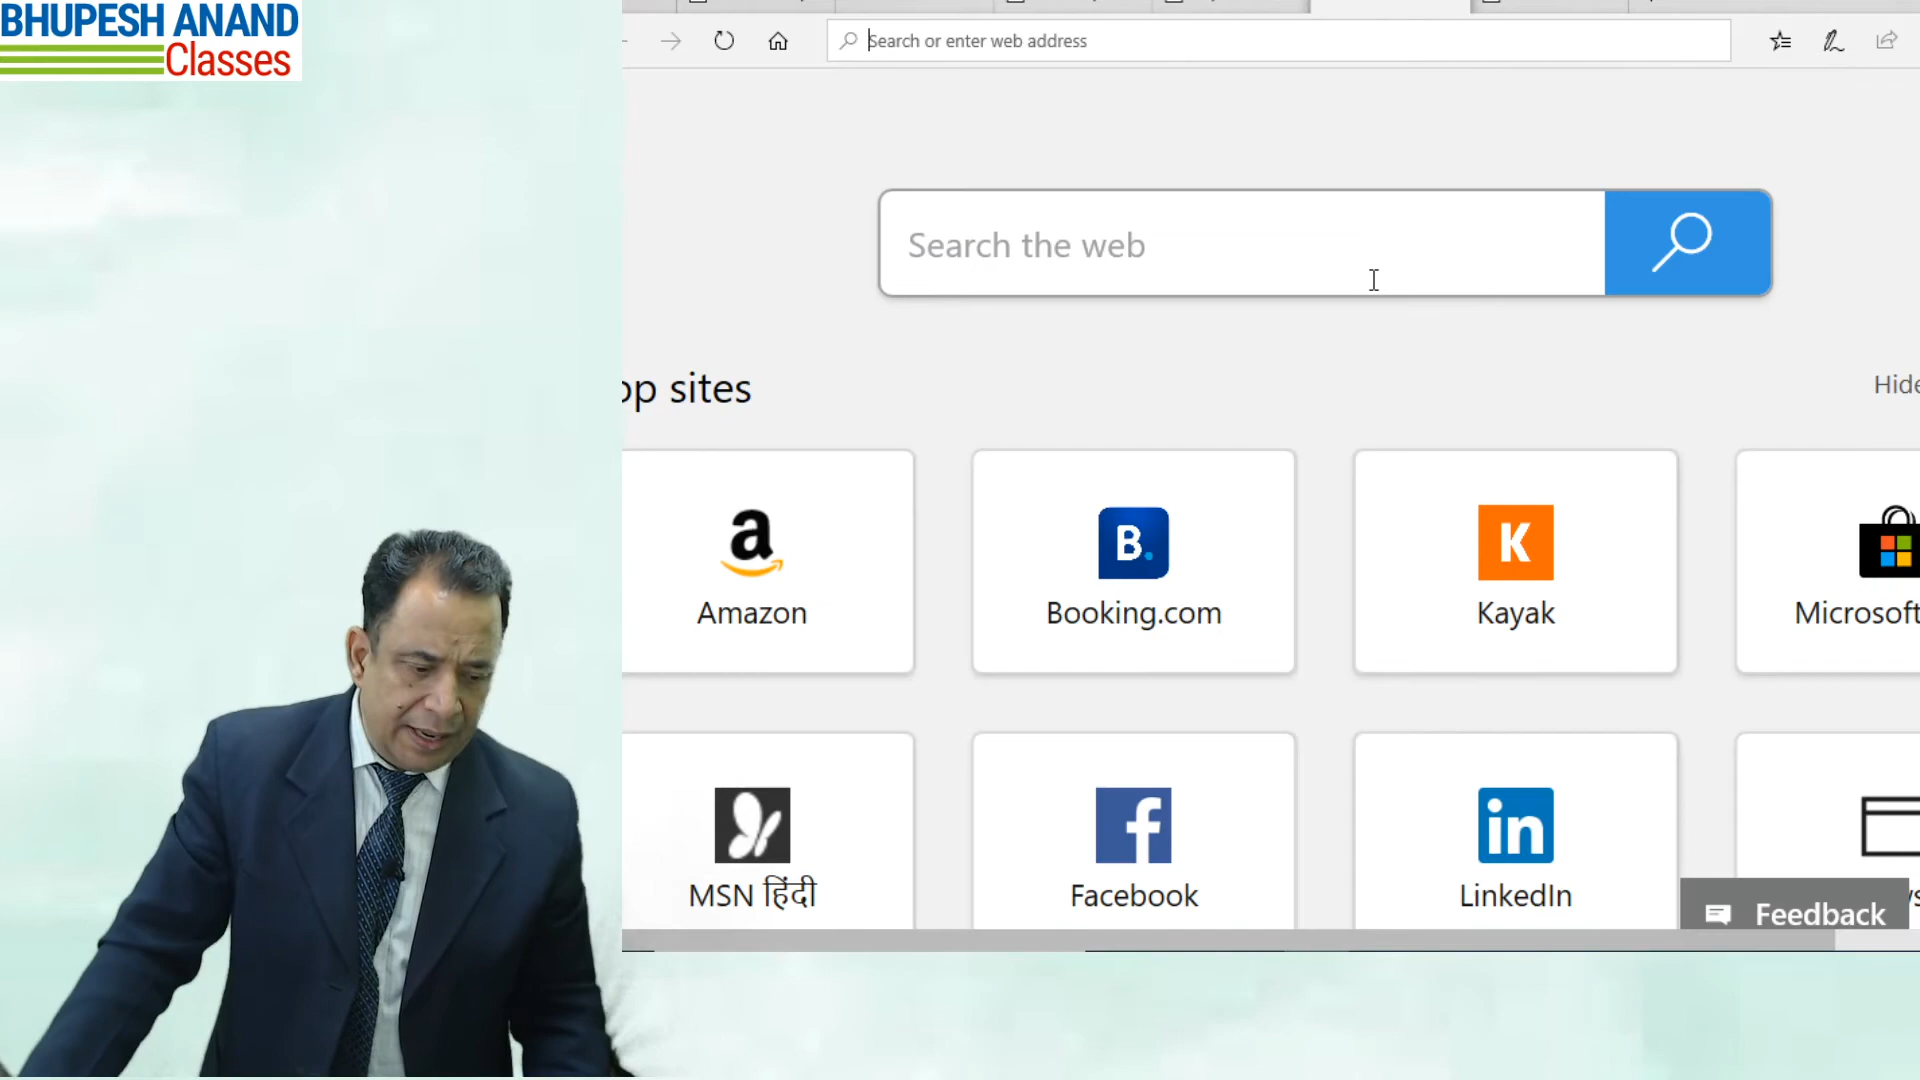 BHUPESH ANAND
Classes
Search or enter web address
Search the web
op sites
Hide
a
Amazon
B.
Booking.com
K
Kayak
Microsoft
MSN हिंदी
f
Facebook
in
LinkedIn
Feedback